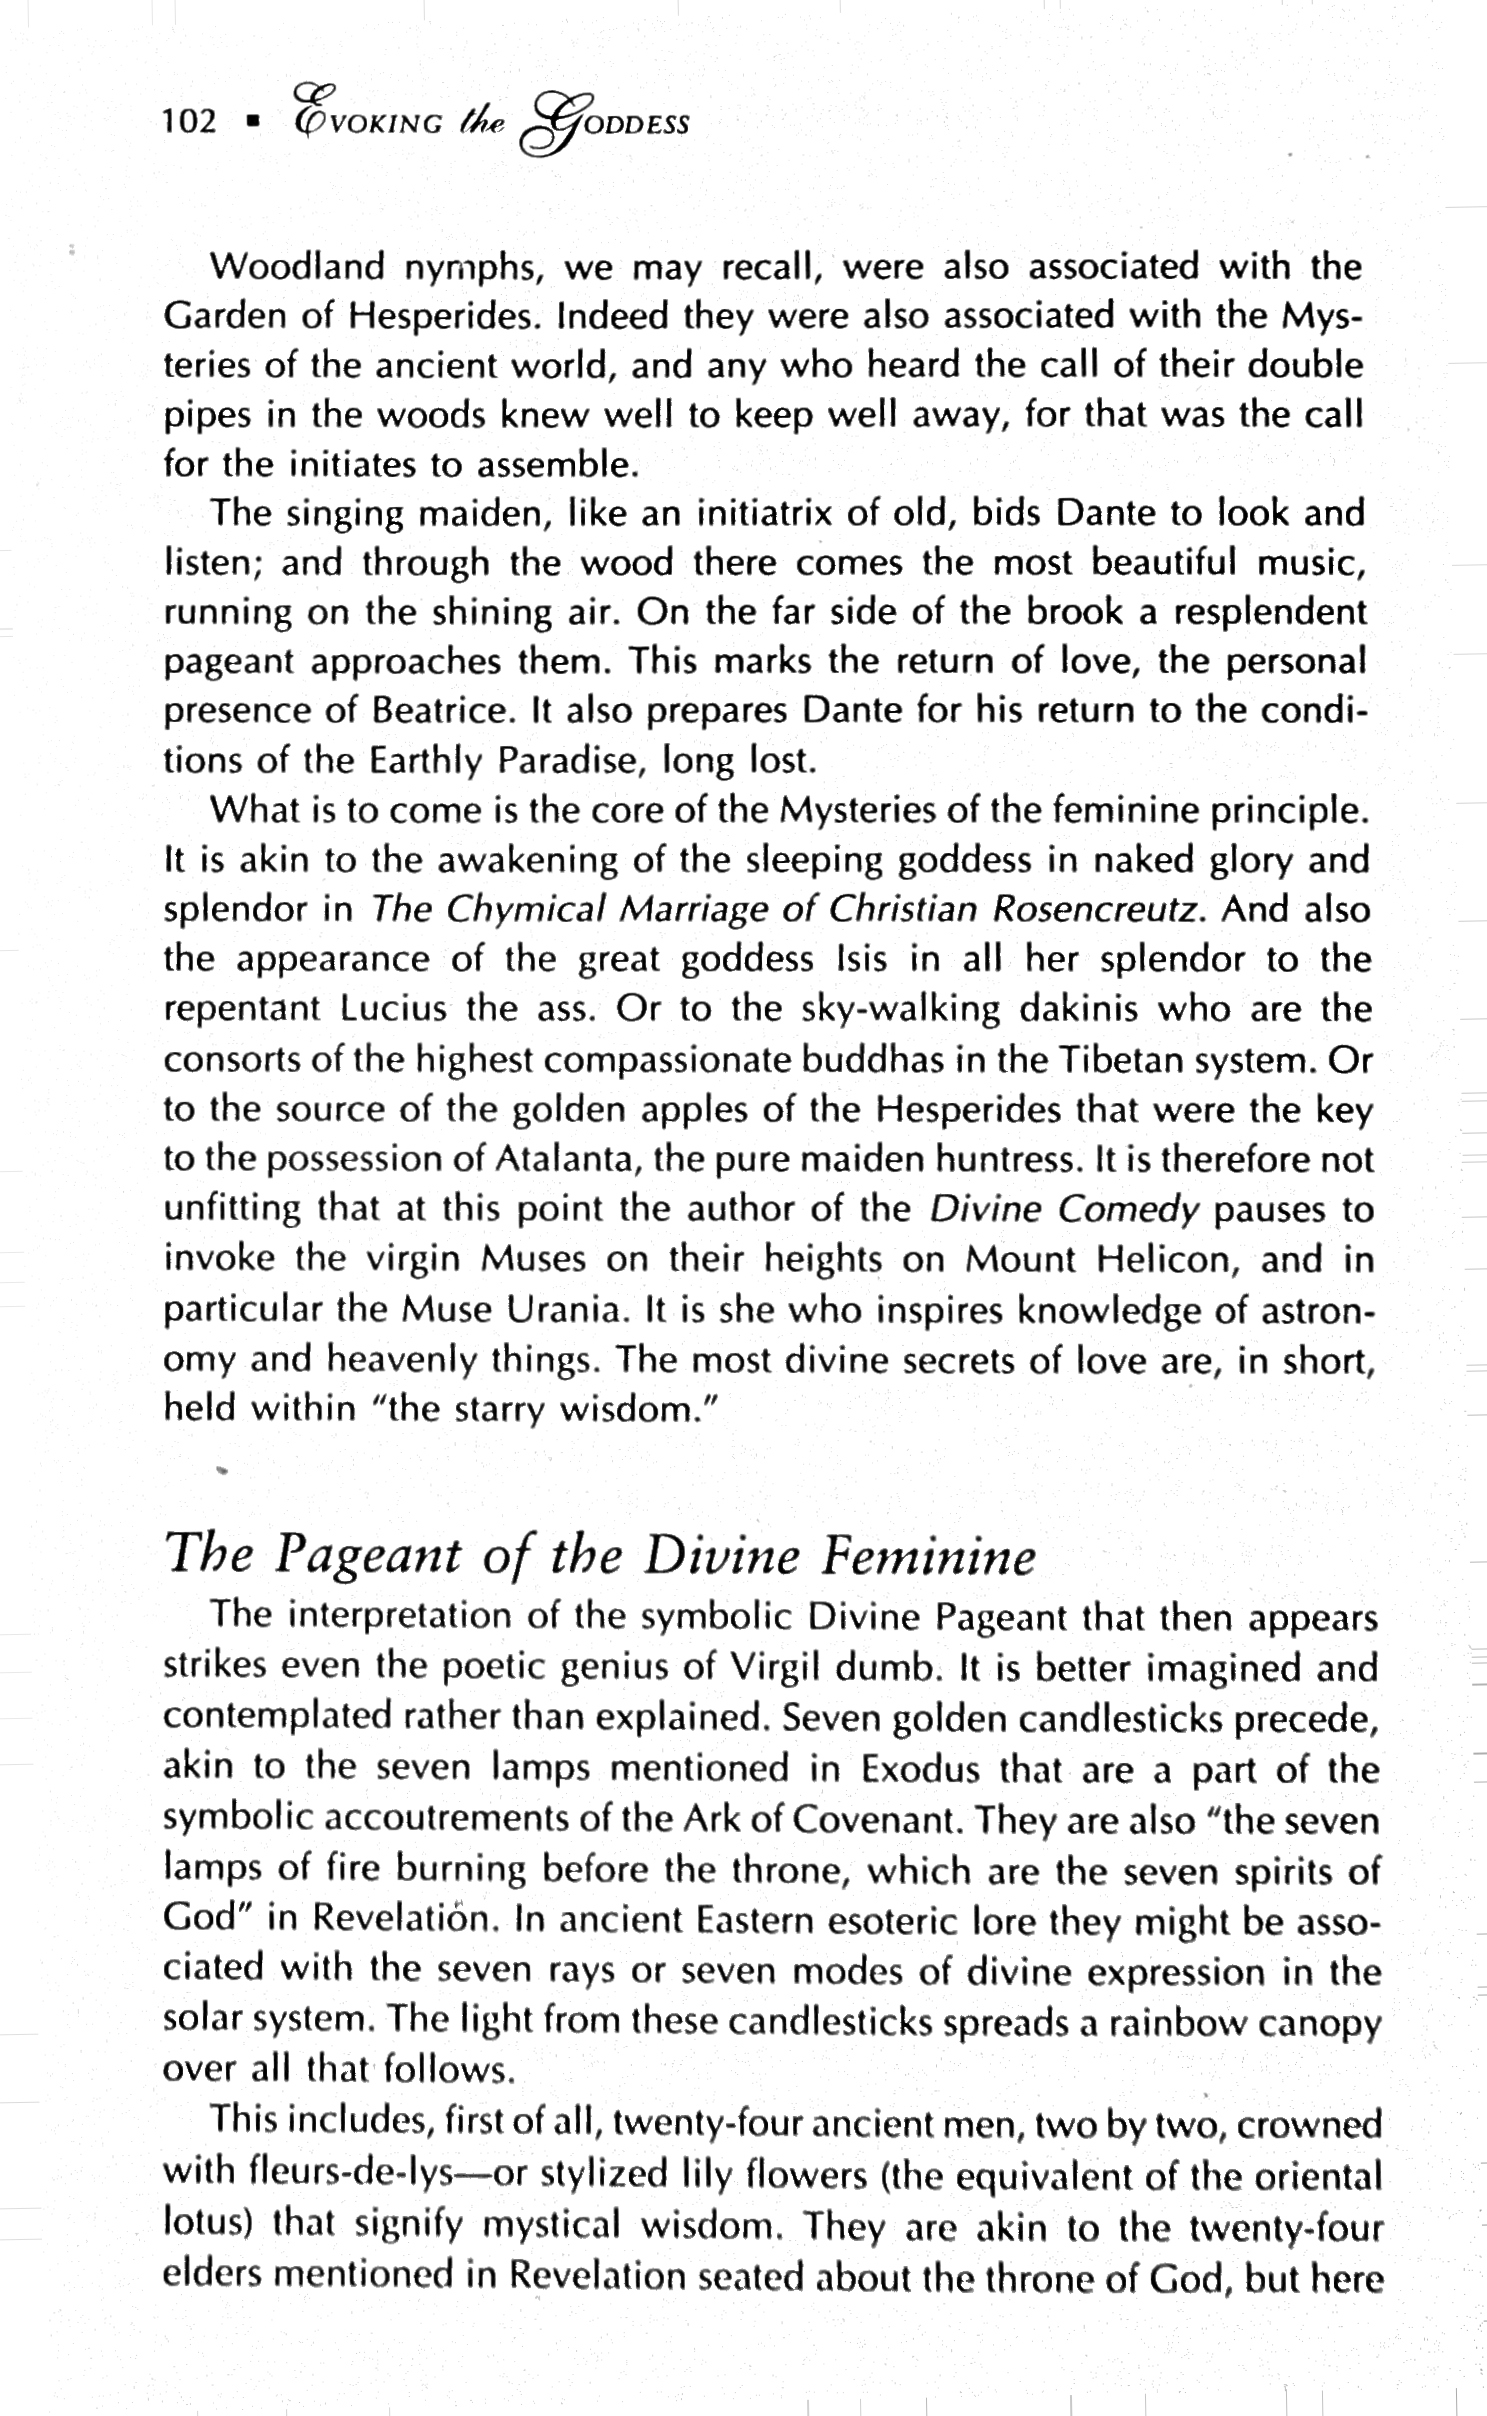 102 ▪ Evoking the Goddess
Woodland nymphs, we may recall, were also associated with the
Garden of Hesperides. Indeed they were also associated with the Mys-
teries of the ancient world, and any who heard the call of their double
pipes in the woods knew well to keep well away, for that was the call
for the initiates to assemble.
The singing maiden, like an initiatrix of old, bids Dante to look and
listen; and through the wood there comes the most beautiful music,
running on the shining air. On the far side of the brook a resplendent
pageant approaches them. This marks the return of love, the personal
presence of Beatrice. It also prepares Dante for his return to the condi-
tions of the Earthly Paradise, long lost.
What is to come is the core of the Mysteries of the feminine principle.
It is akin to the awakening of the sleeping goddess in naked glory and
splendor in The Chymical Marriage of Christian Rosencreutz. And also
the appearance of the great goddess Isis in all her splendor to the
repentant Lucius the ass. Or to the sky-walking dakinis who are the
consorts of the highest compassionate buddhas in the Tibetan system. Or
to the source of the golden apples of the Hesperides that were the key
to the possession of Atalanta, the pure maiden huntress. It is therefore not
unfitting that at this point the author of the Divine Comedy pauses to
invoke the virgin Muses on their heights on Mount Helicon, and in
particular the Muse Urania. It is she who inspires knowledge of astron-
omy and heavenly things. The most divine secrets of love are, in short,
held within "the starry wisdom."
The Pageant of the Divine Feminine
The interpretation of the symbolic Divine Pageant that then appears
strikes even the poetic genius of Virgil dumb. It is better imagined and
contemplated rather than explained. Seven golden candlesticks precede,
akin to the seven lamps mentioned in Exodus that are a part of the
symbolic accoutrements of the Ark of Covenant. They are also "the seven
lamps of fire burning before the throne, which are the seven spirits of
God" in Revelation. In ancient Eastern esoteric lore they might be asso-
ciated with the seven rays or seven modes of divine expression in the
solar system. The light from these candlesticks spreads a rainbow canopy
over all that follows.
This includes, first of all, twenty-four ancient men, two by two, crowned
with fleurs-de-lys—or stylized lily flowers (the equivalent of the oriental
lotus) that signify mystical wisdom. They are akin to the twenty-four
elders mentioned in Revelation seated about the throne of God, but here